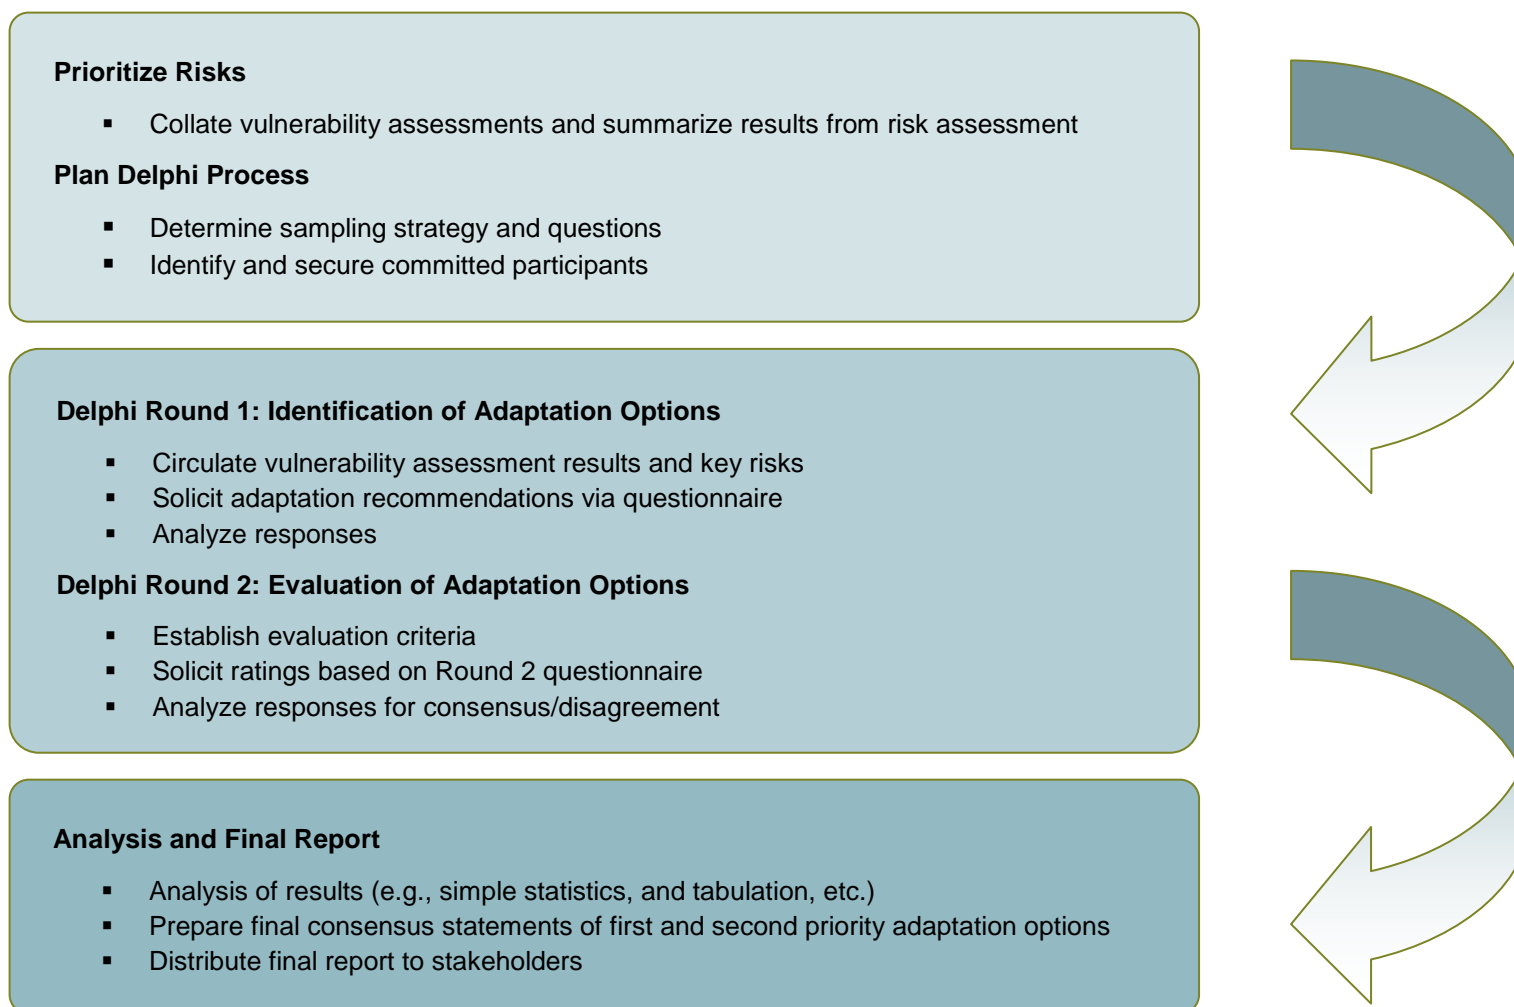 Prioritize Risks
▪ Collate vulnerability assessments and summarize results from risk assessment
Plan Delphi Process
▪ Determine sampling strategy and questions
▪ Identify and secure committed participants
Delphi Round 1: Identification of Adaptation Options
▪ Circulate vulnerability assessment results and key risks
▪ Solicit adaptation recommendations via questionnaire
▪ Analyze responses
Delphi Round 2: Evaluation of Adaptation Options
▪ Establish evaluation criteria
▪ Solicit ratings based on Round 2 questionnaire
▪ Analyze responses for consensus/disagreement
Analysis and Final Report
▪ Analysis of results (e.g., simple statistics, and tabulation, etc.)
▪ Prepare final consensus statements of first and second priority adaptation options
▪ Distribute final report to stakeholders